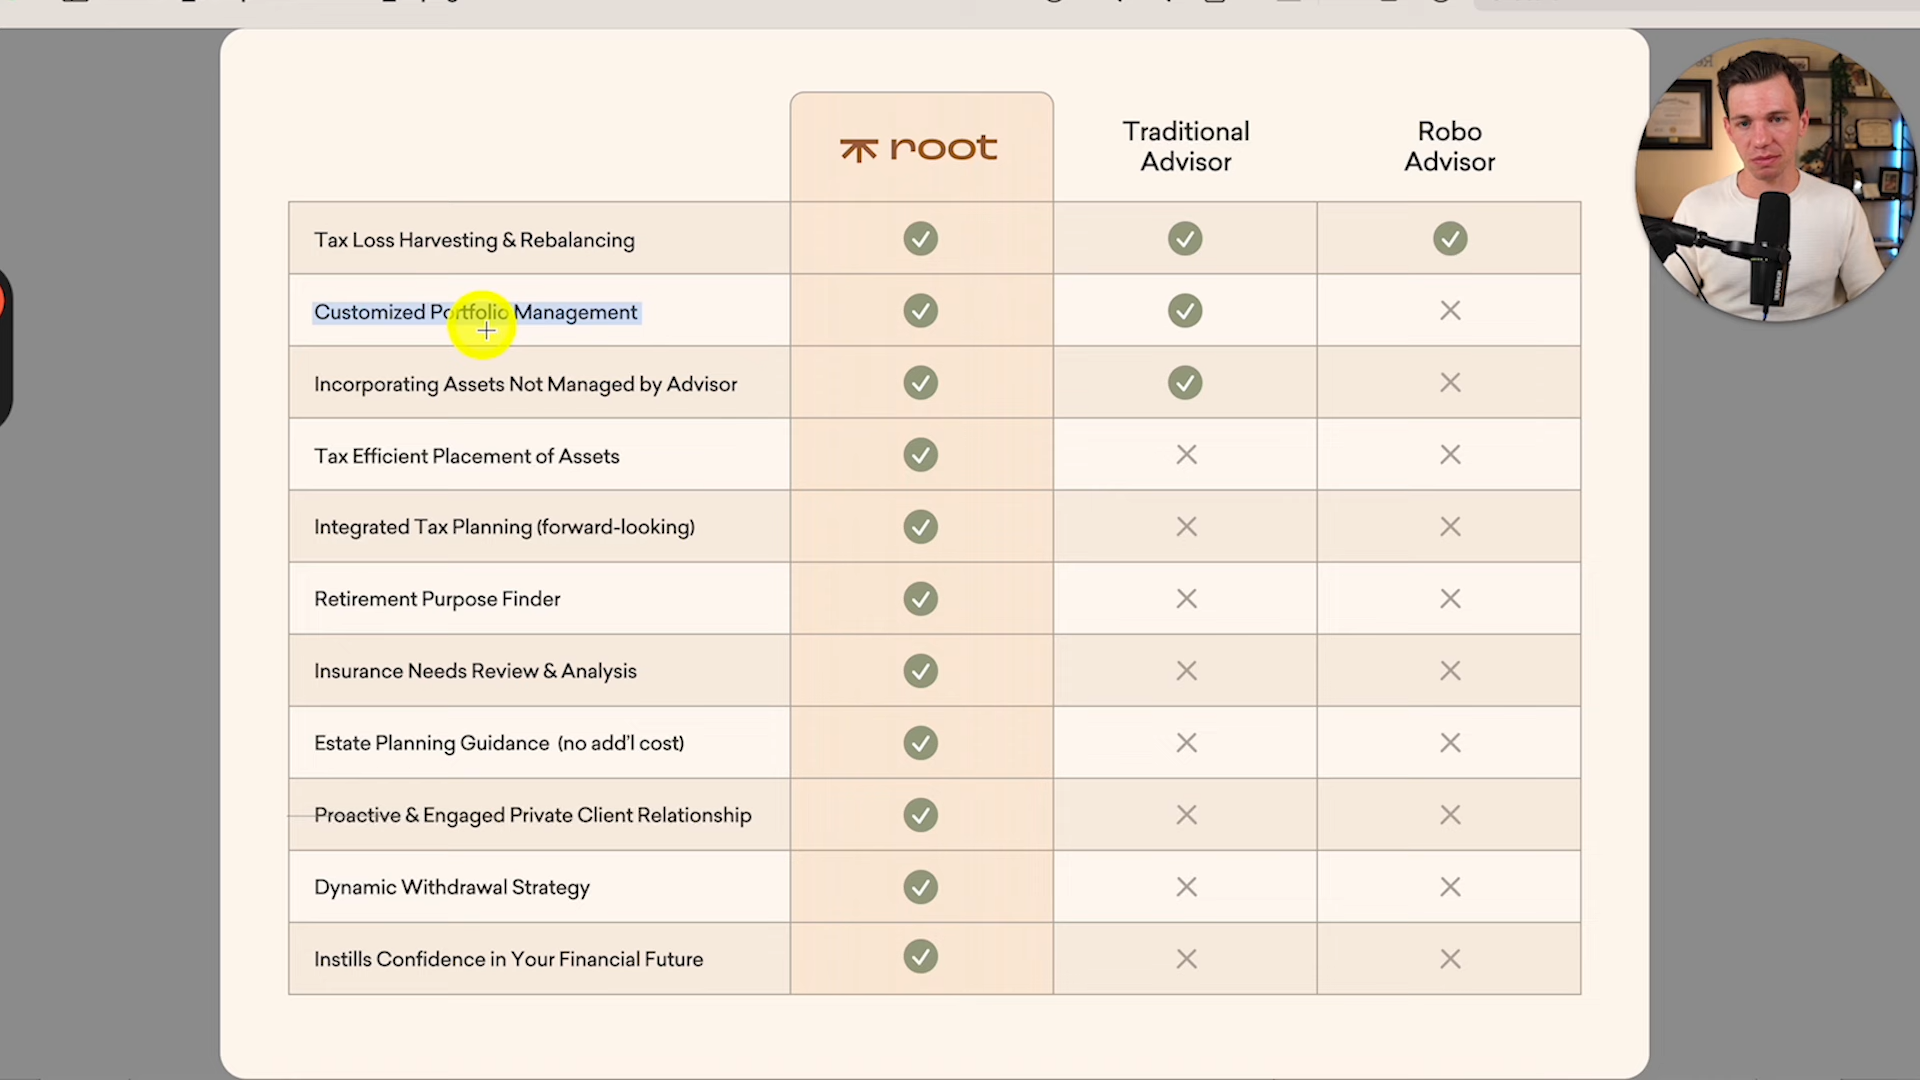 root
Traditional
Advisor
Robo
Advisor
Tax Loss Harvesting & Rebalancing
Customized Portfolio Management
Incorporating Assets Not Managed by Advisor
Tax Efficient Placement of Assets
Integrated Tax Planning (forward-looking)
Retirement Purpose Finder
Insurance Needs Review & Analysis
Estate Planning Guidance (no add'l cost)
Proactive & Engaged Private Client Relationship
Dynamic Withdrawal Strategy
Instills Confidence in Your Financial Future